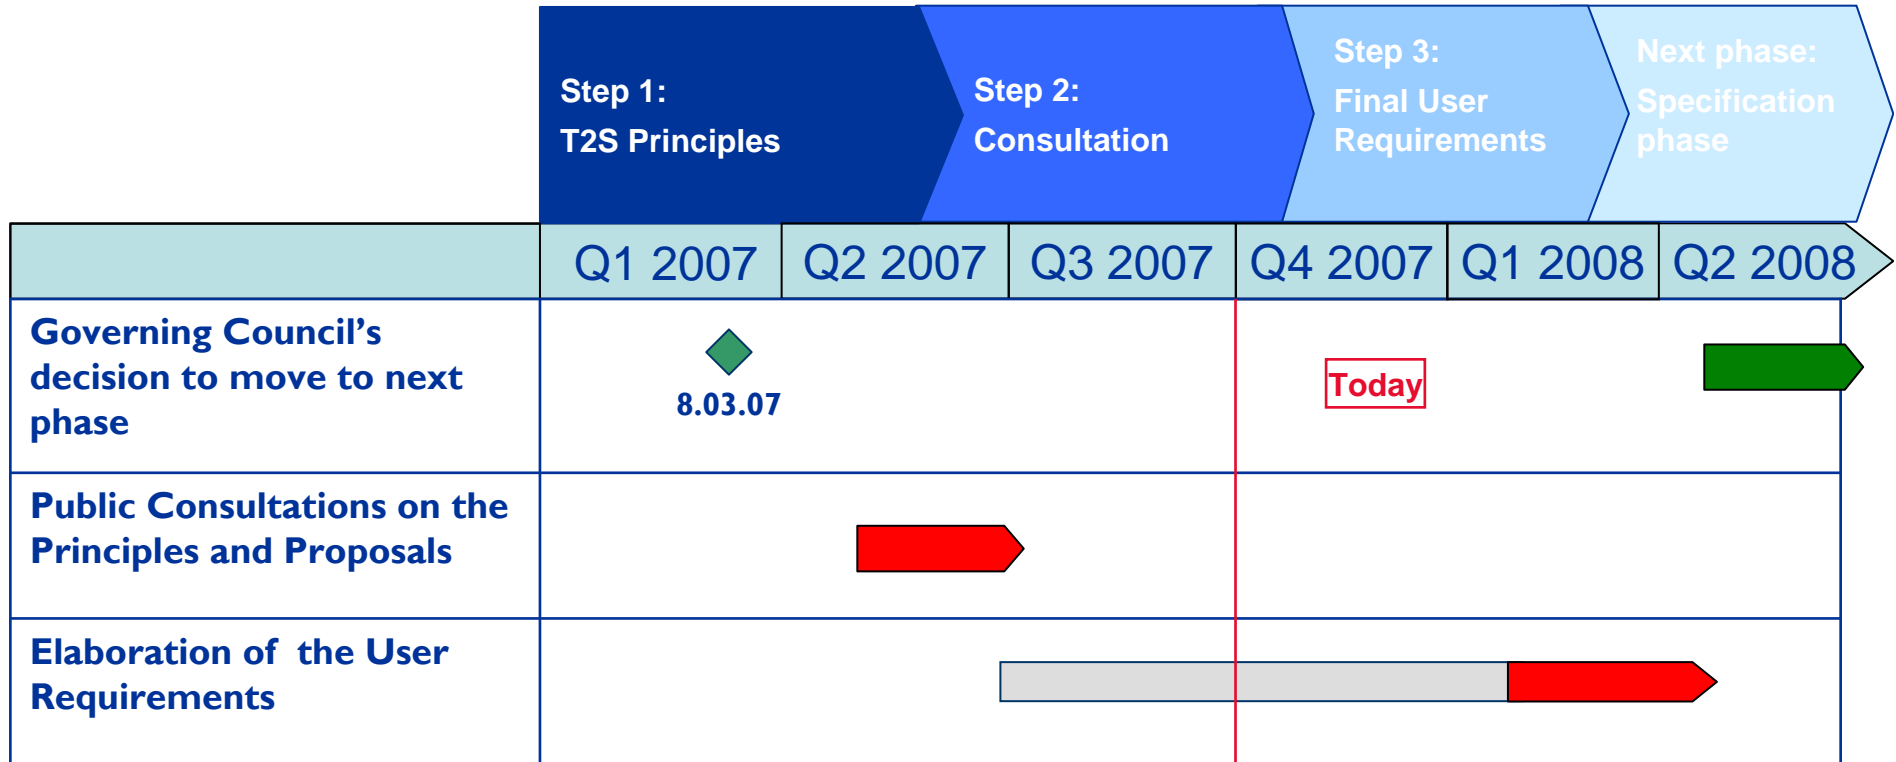 Step 1:
T2S Principles
Step 2:
Consultation
Step 3:
Final User
Requirements
Next phase:
Specification
phase
Q1 2007
Q2 2007
Q3 2007
Q4 2007
Q1 2008
Q2 2008
Governing Council’s
decision to move to next
phase
8.03.07
Today
Public Consultations on the
Principles and Proposals
Elaboration of  the User
Requirements